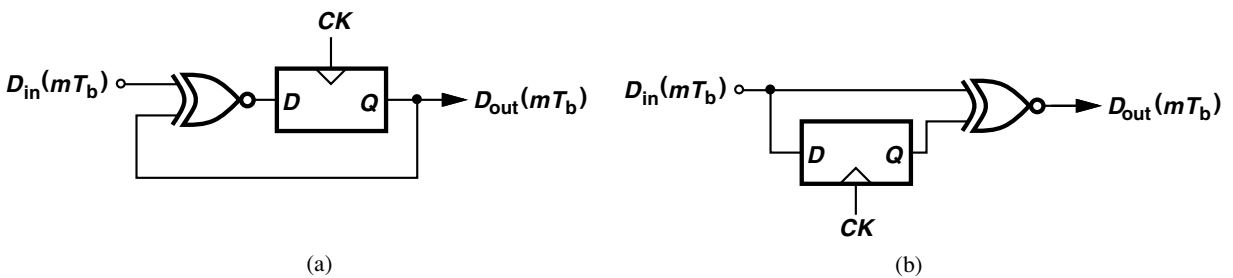 CK
D_in(mT_b)
D
Q
D_out(mT_b)
(a)
D_in(mT_b)
D
Q
CK
D_out(mT_b)
(b)